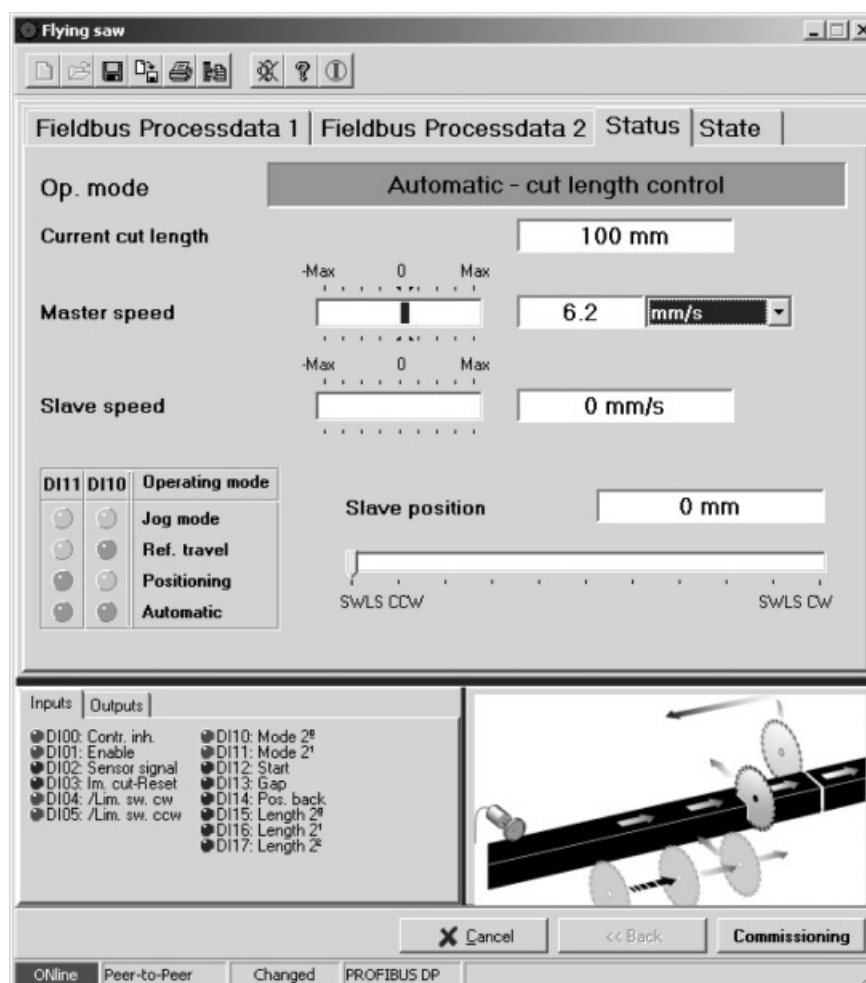 Flying saw
Fieldbus Processdata 1 Fieldbus Processdata 2 Status State
Op. mode Automatic - cut length control
Current cut length 100 mm
-Max 0 Max
Master speed 6.2 mm/s
-Max 0 Max
Slave speed 0 mm/s
DI11 DI10 Operating mode
Jog mode
Ref. travel
Positioning
Automatic
Slave position 0 mm
SWLS CCW SWLS CW
Inputs Outputs
DI00: Contr. inh. DI10: Mode 2⁰
DI01: Enable DI11: Mode 2¹
DI02: Sensor signal DI12: Start
DI03: Im. cut-Reset DI13: Gap
DI04: /Lim. sw. cw DI14: Pos. back
DI05: /Lim. sw. ccw DI15: Length 2⁰
DI16: Length 2¹
DI17: Length 2²
Cancel << Back Commissioning
ONline Peer-to-Peer Changed PROFIBUS DP